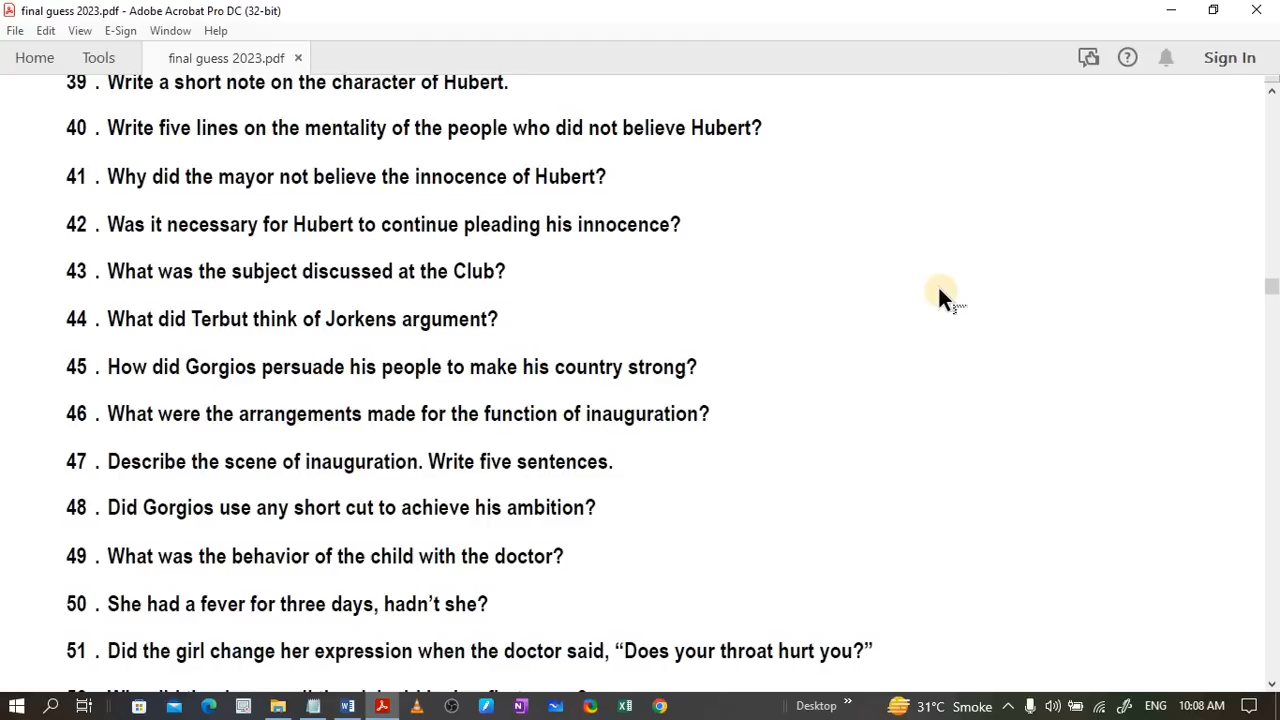 final guess 2023.pdf - Adobe Acrobat Pro DC (32-bit)
File Edit View E-Sign Window Help
Home Tools final guess 2023.pdf × Sign In
39 . Write a short note on the character of Hubert.
40 . Write five lines on the mentality of the people who did not believe Hubert?
41 . Why did the mayor not believe the innocence of Hubert?
42 . Was it necessary for Hubert to continue pleading his innocence?
43 . What was the subject discussed at the Club?
44 . What did Terbut think of Jorkens argument?
45 . How did Gorgios persuade his people to make his country strong?
46 . What were the arrangements made for the function of inauguration?
47 . Describe the scene of inauguration. Write five sentences.
48 . Did Gorgios use any short cut to achieve his ambition?
49 . What was the behavior of the child with the doctor?
50 . She had a fever for three days, hadn’t she?
51 . Did the girl change her expression when the doctor said, “Does your throat hurt you?”
Desktop » 31°C Smoke ENG 10:08 AM